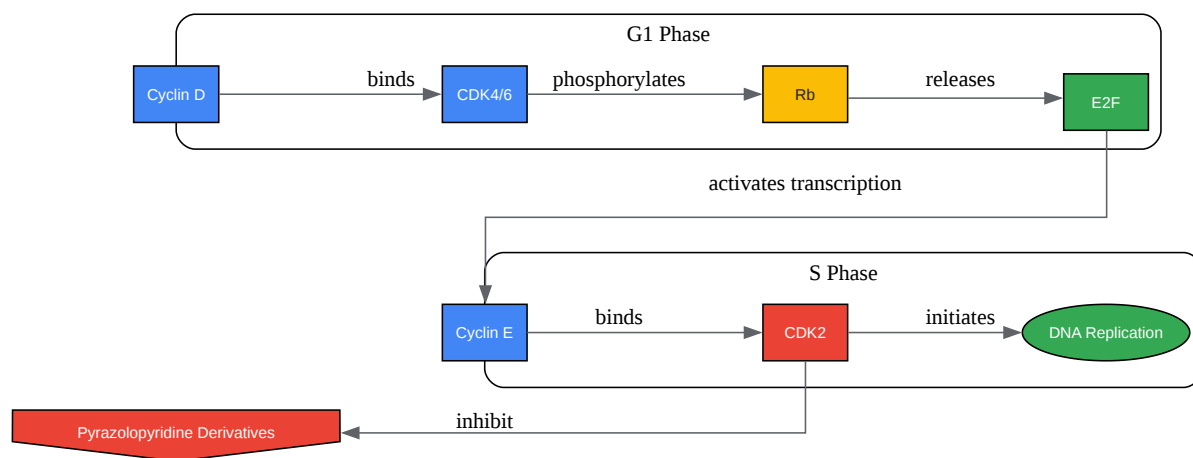 G1 Phase
Cyclin D
binds
CDK4/6
phosphorylates
Rb
releases
E2F
activates transcription
S Phase
Cyclin E
binds
CDK2
initiates
DNA Replication
inhibit
Pyrazolopyridine Derivatives